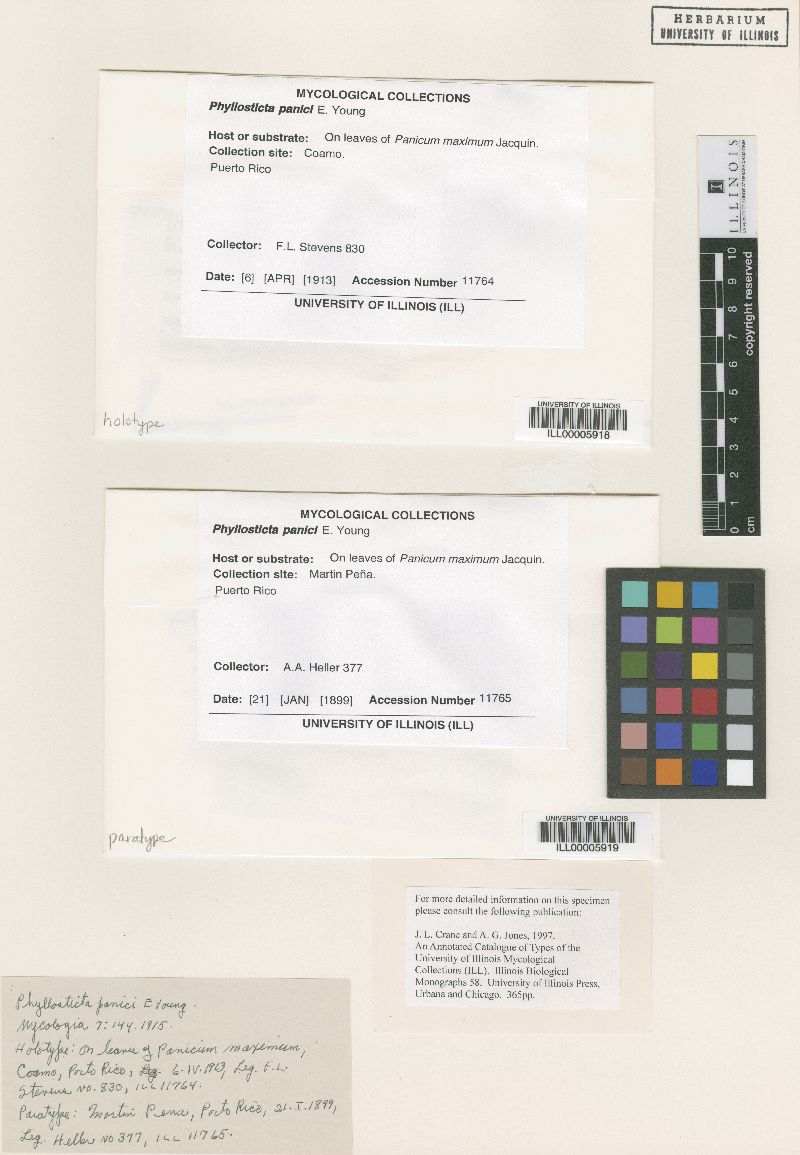 HERBARIUM
UNIVERSITY OF ILLINOIS
MYCOLOGICAL COLLECTIONS
Phyllosticta panici E. Young
Host or substrate: On leaves of Panicum maximum Jacquin.
Collection site: Coamo.
Puerto Rico
Collector: F.L. Stevens 830
Date: [6] [APR] [1913] Accession Number 11764
UNIVERSITY OF ILLINOIS (ILL)
holotype
UNIVERSITY OF ILLINOIS
ILL00005918
ILLINOIS
10
9
8
7
6
5
4
3
2
1
0
cm
copyright reserved
MYCOLOGICAL COLLECTIONS
Phyllosticta panici E. Young
Host or substrate: On leaves of Panicum maximum Jacquin.
Collection site: Martin Peña.
Puerto Rico
Collector: A.A. Heller 377
Date: [21] [JAN] [1899] Accession Number 11765
UNIVERSITY OF ILLINOIS (ILL)
paratype
UNIVERSITY OF ILLINOIS
ILL00005919
For more detailed information on this specimen
please consult the following publication:
J. L. Crane and A. G. Jones, 1997.
An Annotated Catalogue of Types of the
University of Illinois Mycological
Collections (ILL). Illinois Biological
Monographs 58. University of Illinois Press,
Urbana and Chicago. 365pp.
Phyllosticta panici E Young.
Mycologia 7:144. 1915.
Holotype: on leaves of Panicum maximum,
Coamo, Porto Rico, 6-IV-1913, Leg. F.L.
Stevens no. 830, ILL 11764.
Paratype: Martin Pena, Porto Rico, 21.I.1899,
Leg. Heller no 377, ILL 11765.